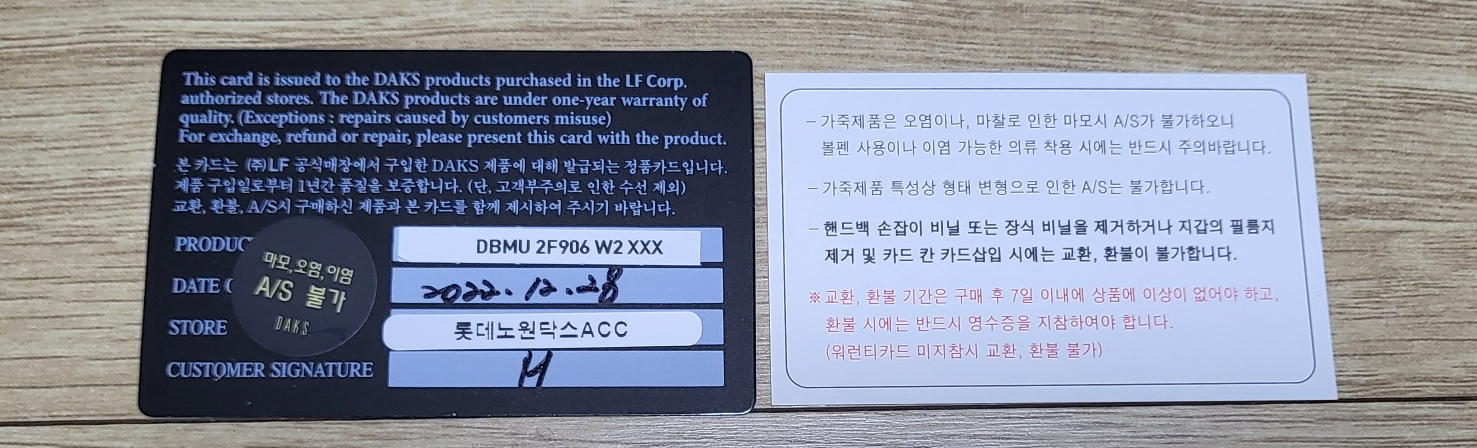 This card is issued to the DAKS products purchased in the LF Corp.
authorized stores. The DAKS products are under one-year warranty of
quality. (Exceptions : repairs caused by customers misuse)
For exchange, refund or repair, please present this card with the product.
본 카드는 ㈜LF 공식매장에서 구입한 DAKS 제품에 대해 발급되는 정품카드입니다.
제품 구입일로부터 1년간 품질을 보증합니다. (단, 고객부주의로 인한 수선 제외)
교환, 환불, A/S시 구매하신 제품과 본 카드를 함께 제시하여 주시기 바랍니다.
PRODUC
DBMU 2F906 W2 XXX
마모,오염,이염
A/S 불가
DAKS
DATE
2022.12.28
STORE
롯데노원닥스ACC
CUSTOMER SIGNATURE
– 가죽제품은 오염이나, 마찰로 인한 마모시 A/S가 불가하오니
볼펜 사용이나 이염 가능한 의류 착용 시에는 반드시 주의바랍니다.
– 가죽제품 특성상 형태 변형으로 인한 A/S는 불가합니다.
– 핸드백 손잡이 비닐 또는 장식 비닐을 제거하거나 지갑의 필름지
제거 및 카드 칸 카드삽입 시에는 교환, 환불이 불가합니다.
※ 교환, 환불 기간은 구매 후 7일 이내에 상품에 이상이 없어야 하고,
환불 시에는 반드시 영수증을 지참하여야 합니다.
(워런티카드 미지참시 교환, 환불 불가)